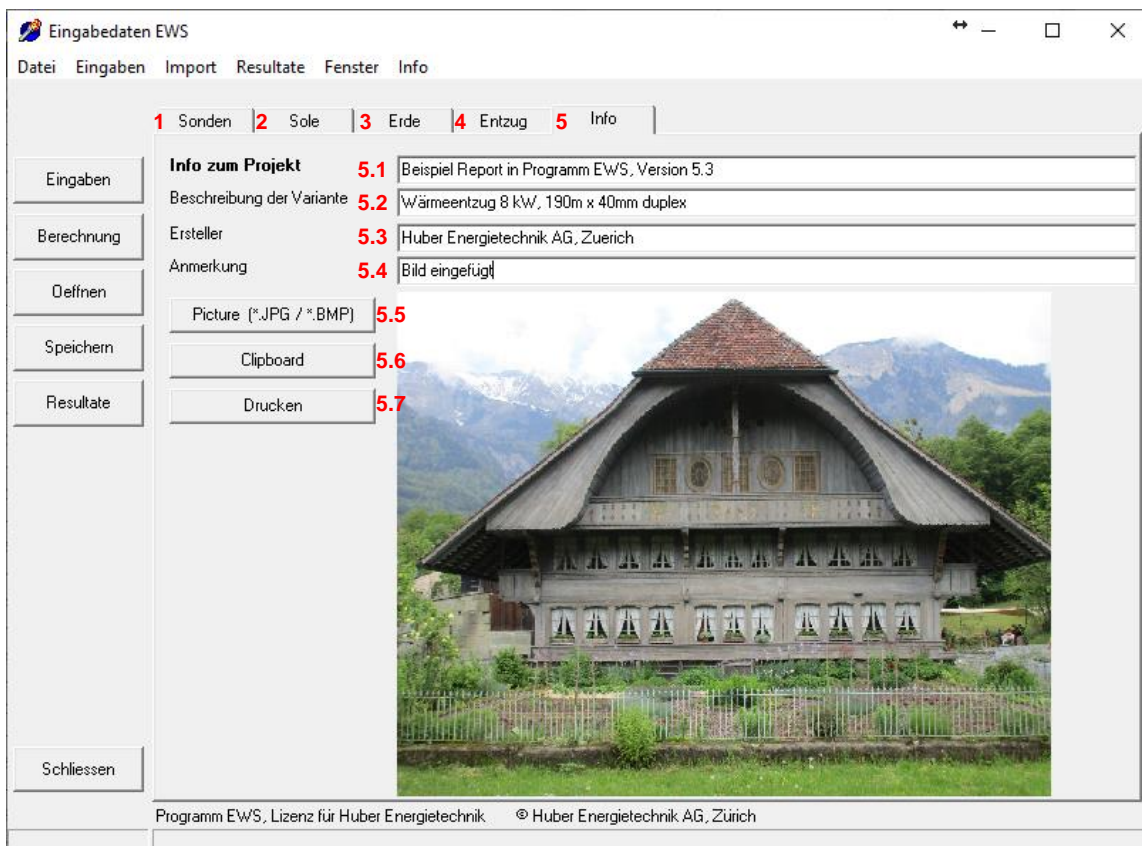 Eingabedaten EWS
Datei Eingaben Import Resultate Fenster Info
1 Sonden 2 Sole 3 Erde 4 Entzug 5 Info
Eingaben
Berechnung
Oeffnen
Speichern
Resultate
Schliessen
Info zum Projekt 5.1 Beispiel Report in Programm EWS, Version 5.3
Beschreibung der Variante 5.2 Wärmeentzug 8 kW, 190m x 40mm duplex
Ersteller 5.3 Huber Energietechnik AG, Zuerich
Anmerkung 5.4 Bild eingefügt
Picture (*.JPG / *.BMP) 5.5
Clipboard 5.6
Drucken 5.7
Programm EWS, Lizenz für Huber Energietechnik © Huber Energietechnik AG, Zürich